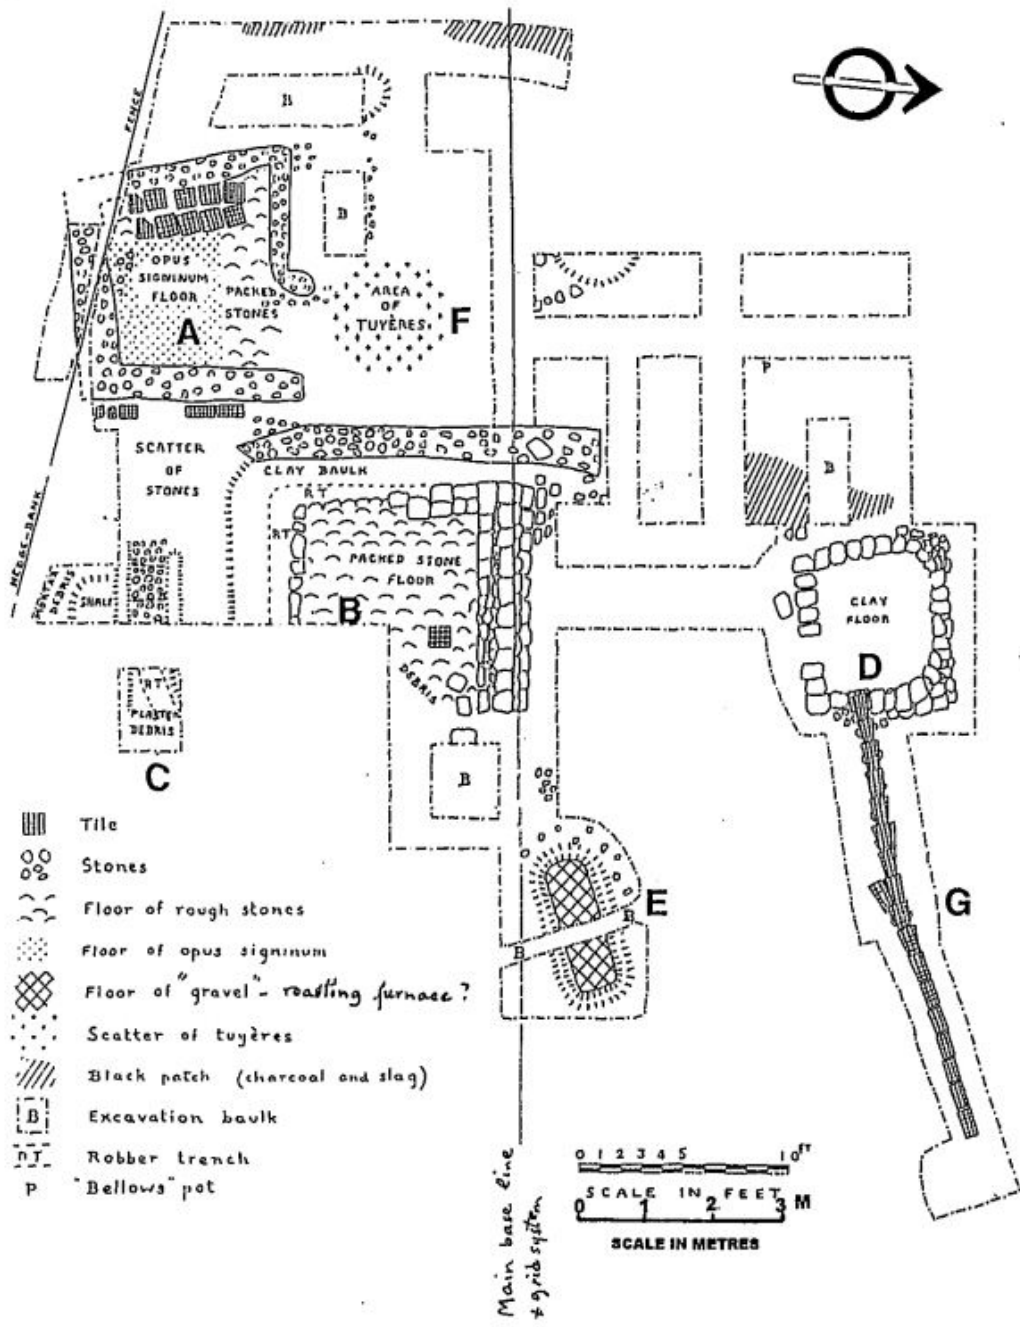 FENCE
B
B
OPUS
SIGNINUM
FLOOR
A
PACKED
STONES
AREA
OF
TUYÈRES
F
SCATTER
OF
STONES
CLAY BAULK
RT
RT
PACKED STONE
FLOOR
B
DEBRIS
HEDGE-BANK
MORTAR
DEBRIS
SHALE
P
B
CLAY
FLOOR
D
RT
PLASTER
DEBRIS
C
B
E
B
B
G
Tile
Stones
Floor of rough stones
Floor of opus signinum
Floor of "gravel" - roasting furnace?
Scatter of tuyères
Black patch (charcoal and slag)
B Excavation baulk
RT Robber trench
P "Bellows" pot
Main base line
& grid system
0 1 2 3 4 5 10 FT
SCALE IN FEET
0 1 2 3 M
SCALE IN METRES